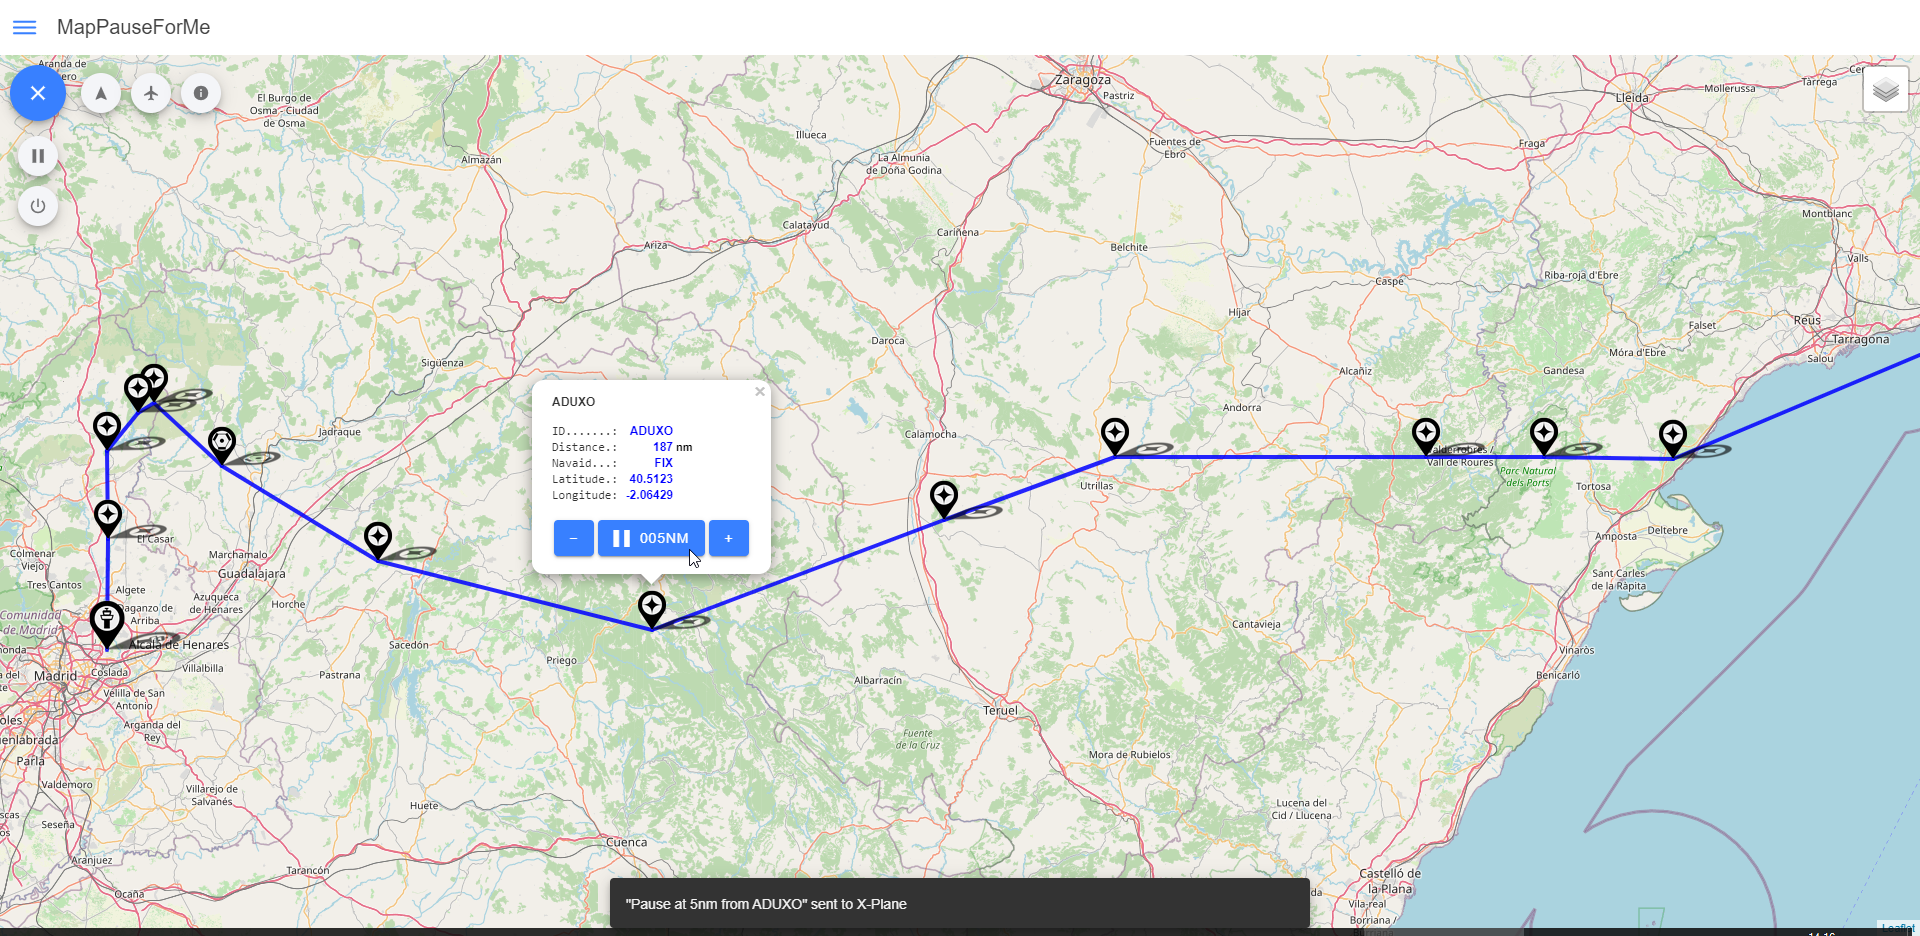 MapPauseForMe
Aranda de
Zaragoza
Pastriz
Lleida
Mollerussa
Tàrrega
El Burgo de
Osma-Ciudad
de Osma
Almazán
Illueca
La Almunia
de Doña Godina
Fuentes de
Ebro
Fraga
Montblanc
Calatayud
Cariñena
Ariza
Belchite
Valls
Riba-roja d'Ebre
Caspe
Híjar
Reus
Falset
Tarragona
Salou
Daroca
Sigüenza
Móra d'Ebre
Gandesa
Alcañiz
Andorra
Jadraque
Calamocha
ADUXO
ID.......: ADUXO
Distance.: 187 nm
Navaid...: FIX
Latitude.: 40.5123
Longitude: -2.06429
− 005NM +
Valderrobres /
Vall de Roures
Parc Natural
dels Ports
Tortosa
Utrillas
Deltebre
Amposta
El Casar
Colmenar
Viejo
Marchamalo
Guadalajara
Tres Cantos
Algete
Azuqueca
de Henares
Horche
Sant Carles
de la Ràpita
Comunidad
de Madrid
Daganzo de
Arriba
Cantavieja
Alcalá de Henares
Sacedón
Priego
Vinaròs
Madrid
Coslada
Villalbilla
Pastrana
Albarracín
Benicarló
Velilla de San
Antonio
Teruel
Arganda del
Rey
Fuente
de la Cruz
Mora de Rubielos
Parla
Valdemoro
Villarejo de
Salvanés
Huete
Lucena del
Cid / Llucena
Seseña
Cuenca
Aranjuez
Tarancón
Castelló de
la Plana
Ocaña
Vila-real
Borriana /
"Pause at 5nm from ADUXO" sent to X-Plane
Leaflet